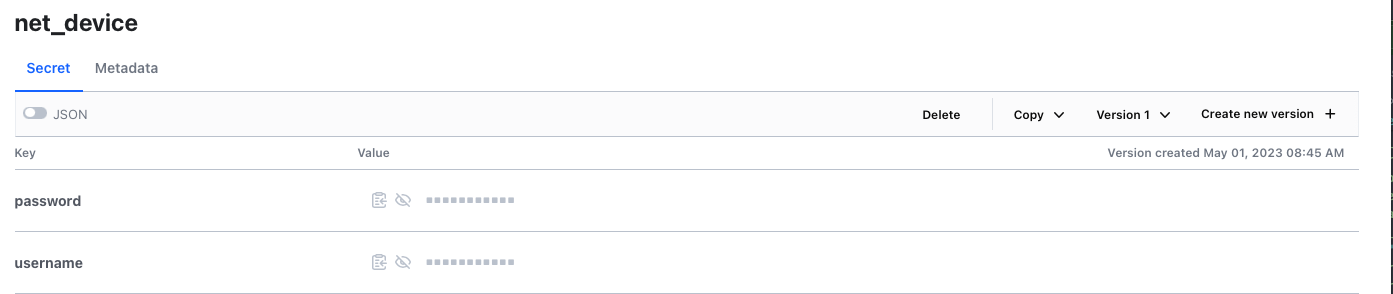 net_device
Secret Metadata
JSON Delete Copy Version 1 Create new version +
Key Value Version created May 01, 2023 08:45 AM
password
username